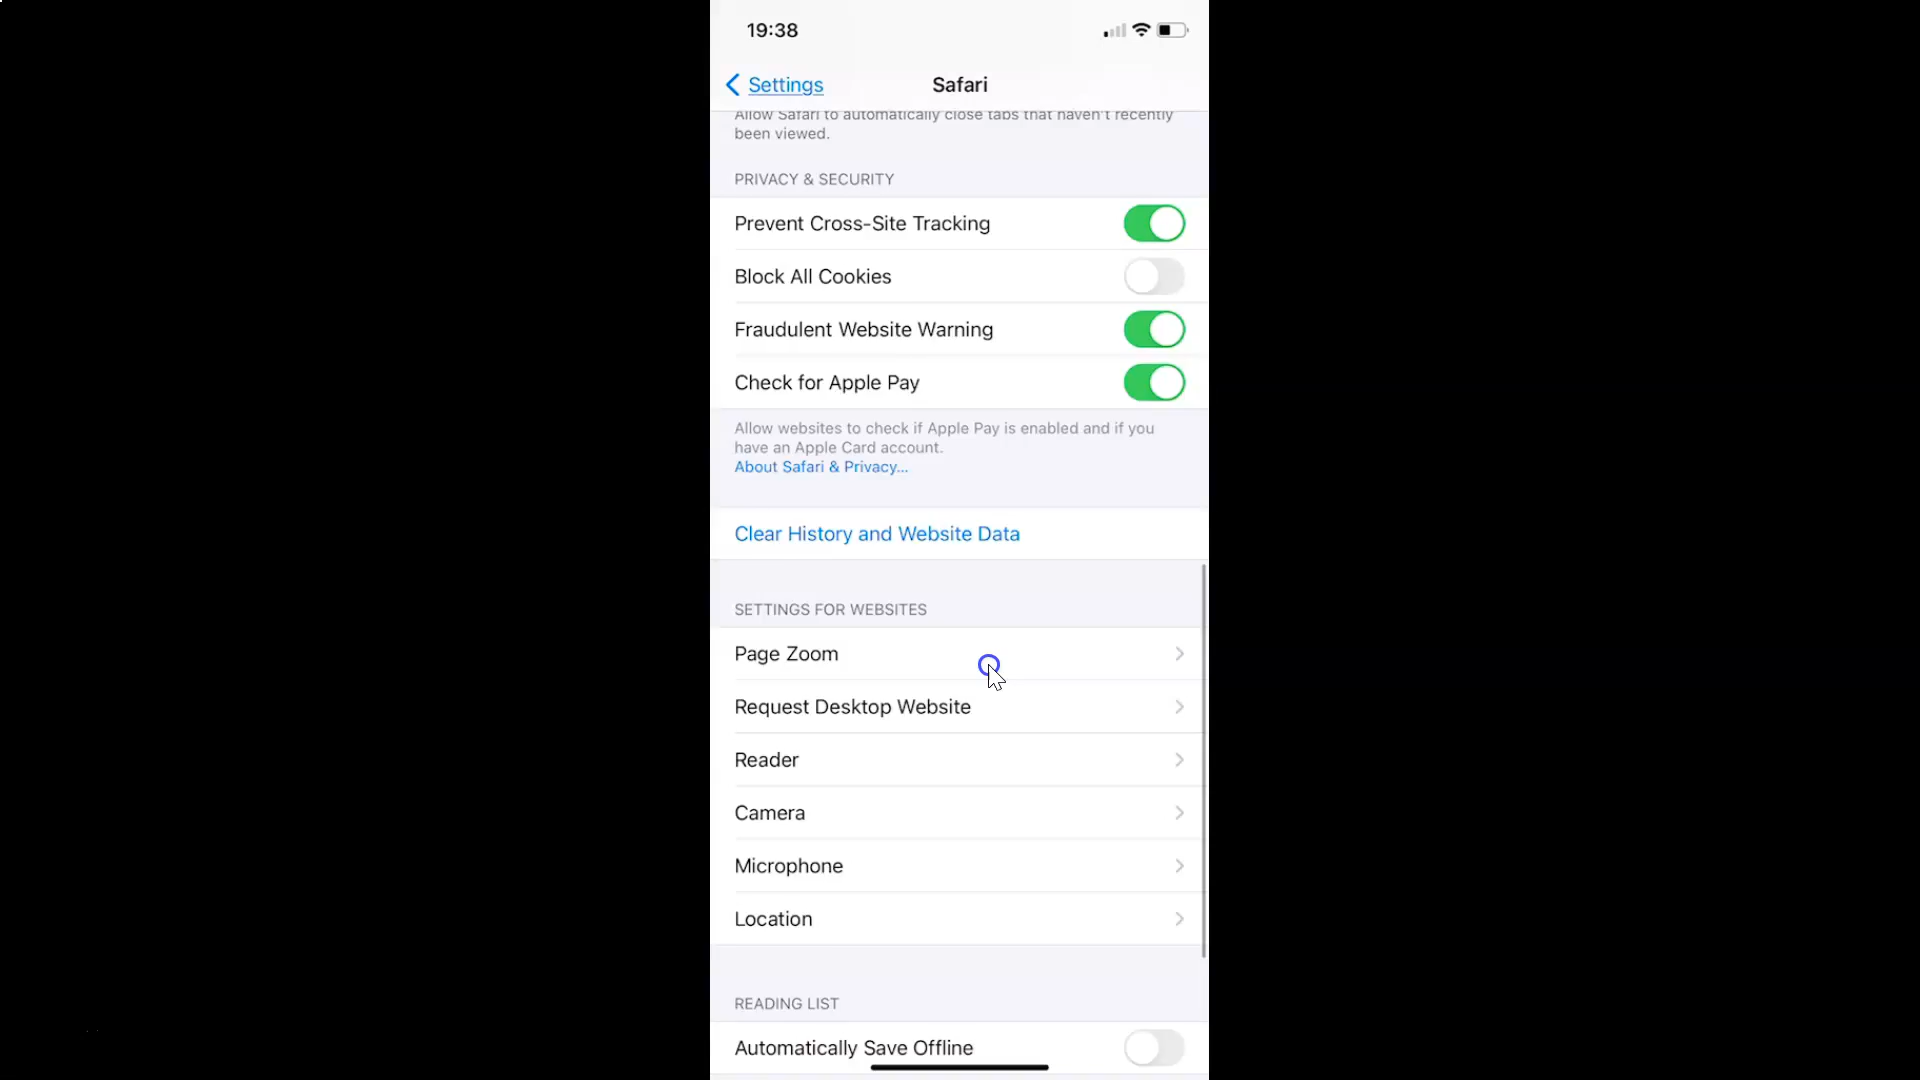 19:38
Settings
Safari
Allow Safari to automatically close tabs that haven't recently
been viewed.
PRIVACY & SECURITY
Prevent Cross-Site Tracking
Block All Cookies
Fraudulent Website Warning
Check for Apple Pay
Allow websites to check if Apple Pay is enabled and if you
have an Apple Card account.
About Safari & Privacy...
Clear History and Website Data
SETTINGS FOR WEBSITES
Page Zoom
Request Desktop Website
Reader
Camera
Microphone
Location
READING LIST
Automatically Save Offline